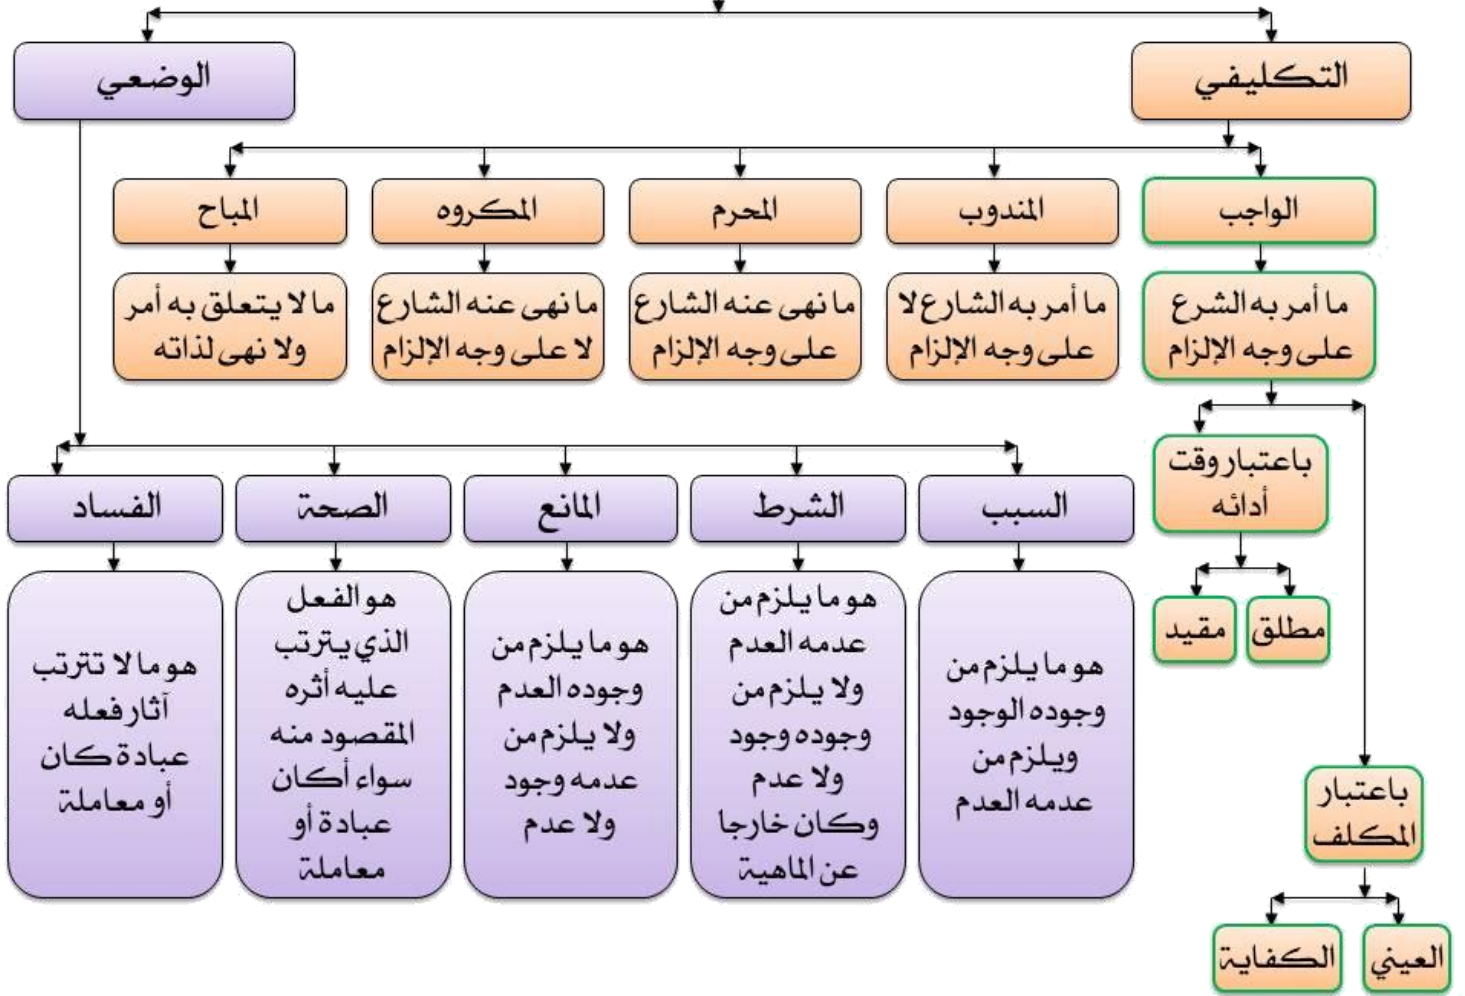 التكليفي
الوضعي
الواجب
المندوب
المحرم
المكروه
المباح
ما أمر به الشرع
على وجه الإلزام
ما أمر به الشارع لا
على وجه الإلزام
ما نهى عنه الشارع
على وجه الإلزام
ما نهى عنه الشارع
لا على وجه الإلزام
ما لا يتعلق به أمر
ولا نهى لذاته
باعتبار وقت
أدائه
مطلق
مقيد
باعتبار
المكلف
العيني
الكفاية
السبب
الشرط
المانع
الصحة
الفساد
هو ما يلزم من
وجوده الوجود
ويلزم من
عدمه العدم
هو ما يلزم من
عدمه العدم
ولا يلزم من
وجوده وجود
ولا عدم
وكان خارجا
عن الماهية
هو ما يلزم من
وجوده العدم
ولا يلزم من
عدمه وجود
ولا عدم
هو الفعل
الذي يترتب
عليه أثره
المقصود منه
سواء أكان
عبادة أو
معاملة
هو ما لا تترتب
آثار فعله
عبادة كان
أو معاملة